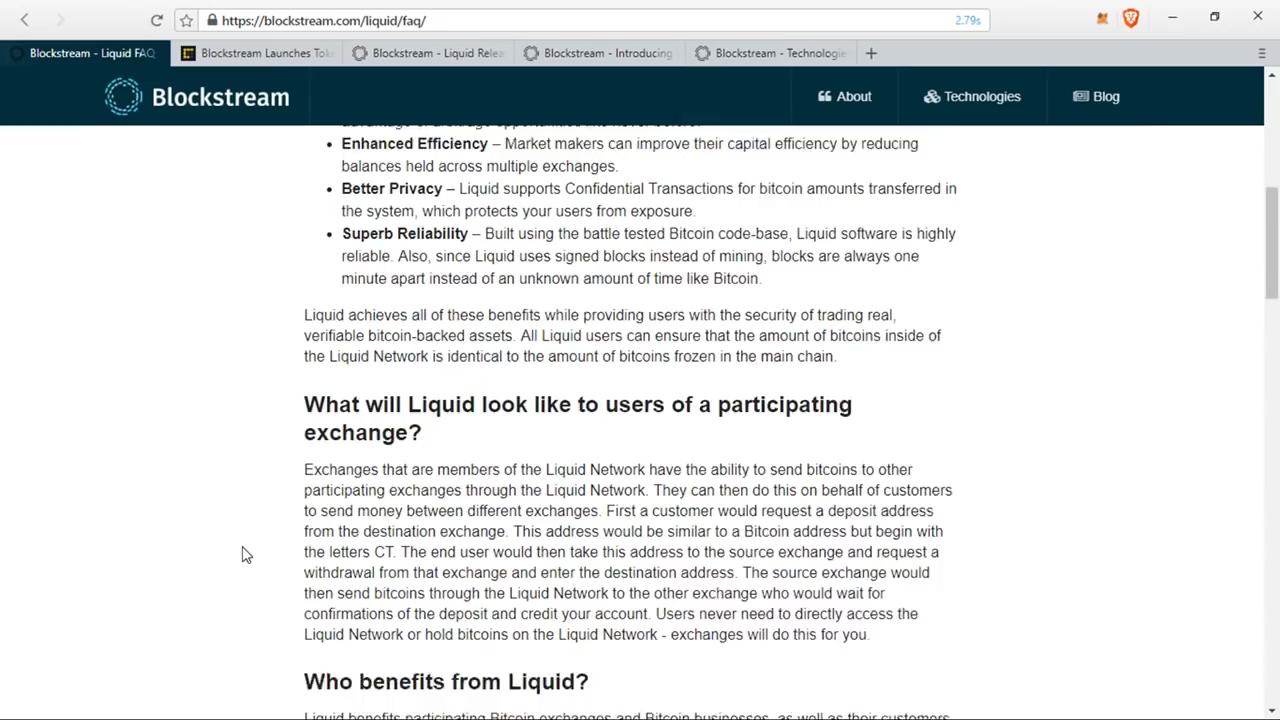 https://blockstream.com/liquid/faq/
2.79s
Blockstream - Liquid FAQ
Blockstream Launches Tok
Blockstream - Liquid Relea
Blockstream - Introducing
Blockstream - Technologie
Blockstream
About
Technologies
Blog
Enhanced Efficiency – Market makers can improve their capital efficiency by reducing
balances held across multiple exchanges.
Better Privacy – Liquid supports Confidential Transactions for bitcoin amounts transferred in
the system, which protects your users from exposure.
Superb Reliability – Built using the battle tested Bitcoin code-base, Liquid software is highly
reliable. Also, since Liquid uses signed blocks instead of mining, blocks are always one
minute apart instead of an unknown amount of time like Bitcoin.
Liquid achieves all of these benefits while providing users with the security of trading real,
verifiable bitcoin-backed assets. All Liquid users can ensure that the amount of bitcoins inside of
the Liquid Network is identical to the amount of bitcoins frozen in the main chain.
What will Liquid look like to users of a participating
exchange?
Exchanges that are members of the Liquid Network have the ability to send bitcoins to other
participating exchanges through the Liquid Network. They can then do this on behalf of customers
to send money between different exchanges. First a customer would request a deposit address
from the destination exchange. This address would be similar to a Bitcoin address but begin with
the letters CT. The end user would then take this address to the source exchange and request a
withdrawal from that exchange and enter the destination address. The source exchange would
then send bitcoins through the Liquid Network to the other exchange who would wait for
confirmations of the deposit and credit your account. Users never need to directly access the
Liquid Network or hold bitcoins on the Liquid Network - exchanges will do this for you.
Who benefits from Liquid?
Liquid benefits participating Bitcoin exchanges and Bitcoin businesses, as well as their customers